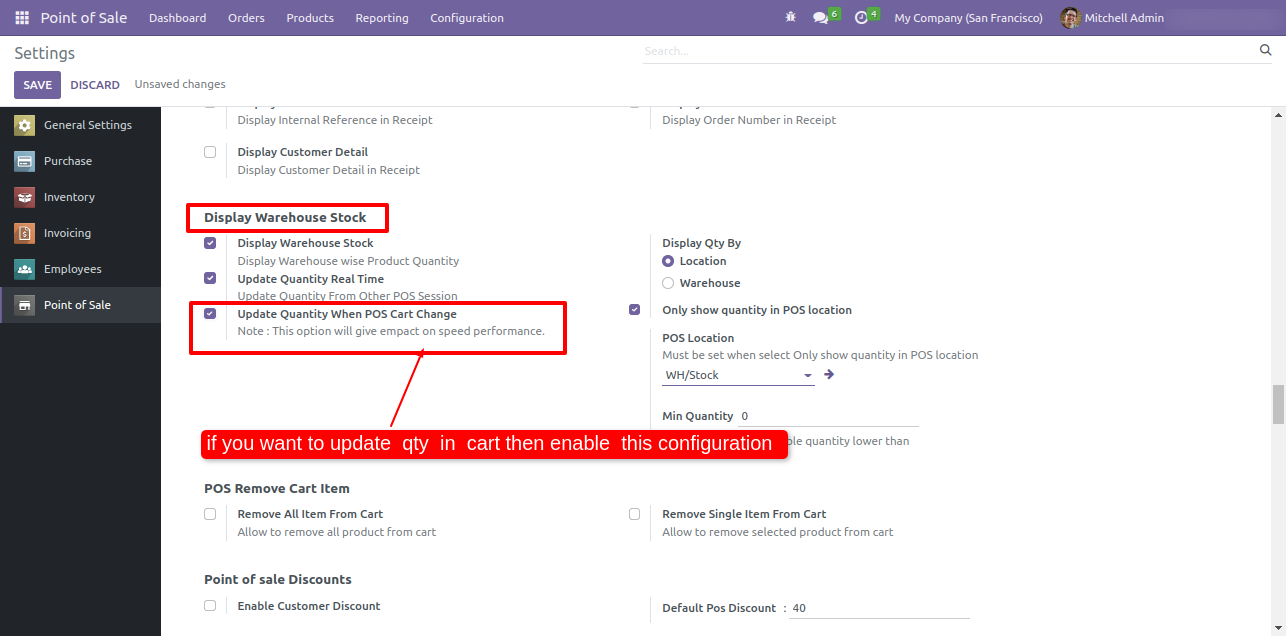 Point of Sale Dashboard Orders Products Reporting Configuration 6 4 My Company (San Francisco) Mitchell Admin
Settings Search...
SAVE DISCARD Unsaved changes
General Settings
Purchase
Inventory
Invoicing
Employees
Point of Sale
Display Internal Reference in Receipt Display Order Number in Receipt
Display Customer Detail
Display Customer Detail in Receipt
Display Warehouse Stock
Display Warehouse Stock
Display Warehouse wise Product Quantity
Update Quantity Real Time
Update Quantity From Other POS Session
Update Quantity When POS Cart Change
Note : This option will give empact on speed performance.
Display Qty By
Location
Warehouse
Only show quantity in POS location
POS Location
Must be set when select Only show quantity in POS location
WH/Stock
Min Quantity 0
quantity lower than
if you want to update qty in cart then enable this configuration
POS Remove Cart Item
Remove All Item From Cart
Allow to remove all product from cart
Remove Single Item From Cart
Allow to remove selected product from cart
Point of sale Discounts
Enable Customer Discount
Default Pos Discount : 40